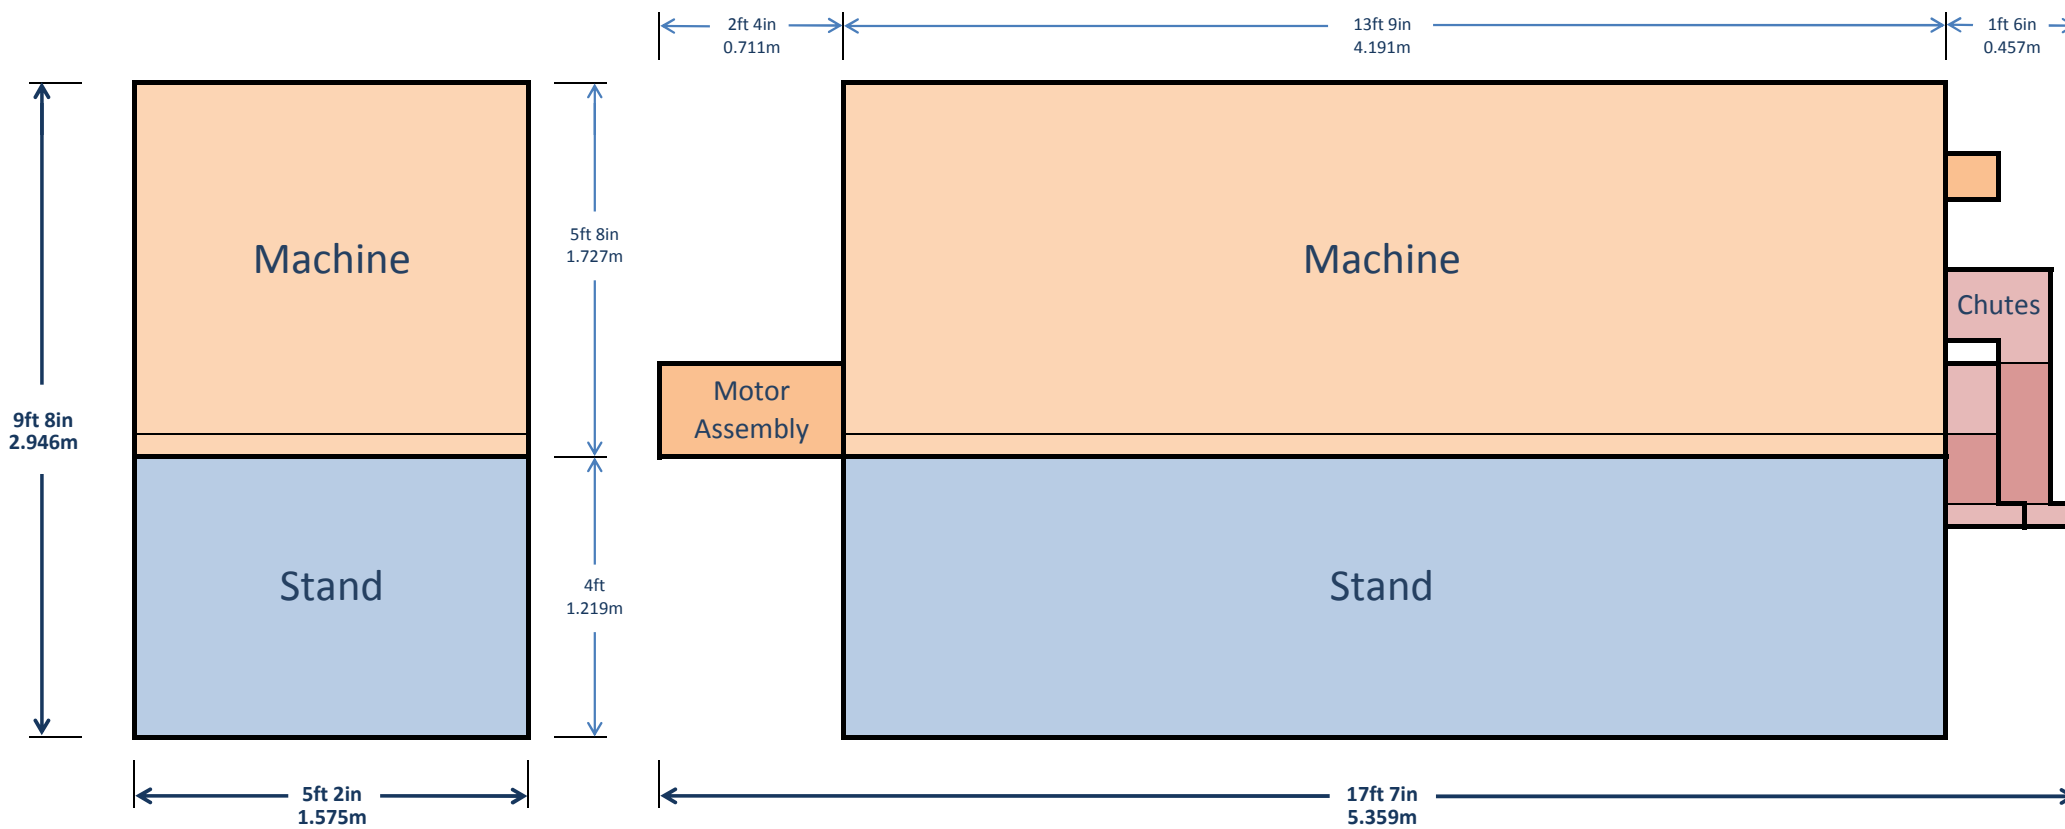 2ft 4in
0.711m
13ft 9in
4.191m
1ft 6in
0.457m
Machine
5ft 8in
1.727m
Machine
Chutes
Motor
Assembly
9ft 8in
2.946m
Stand
4ft
1.219m
Stand
5ft 2in
1.575m
17ft 7in
5.359m